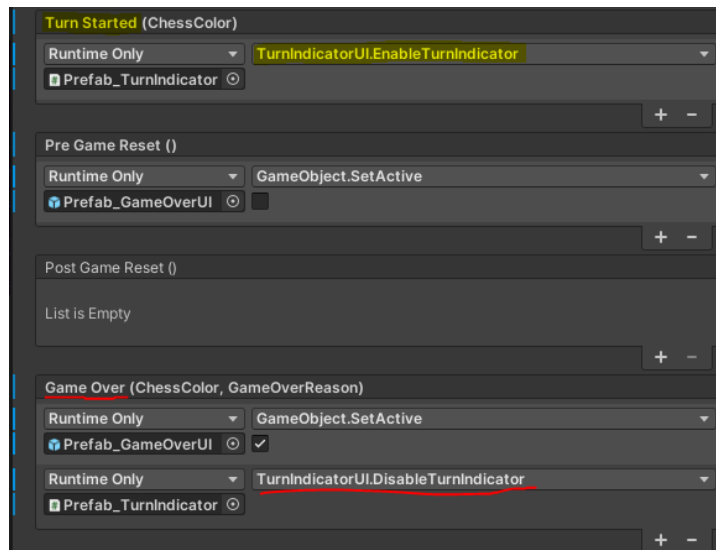 Turn Started (ChessColor)
Runtime Only TurnIndicatorUI.EnableTurnIndicator
Prefab_TurnIndicator
+ -
Pre Game Reset ()
Runtime Only GameObject.SetActive
Prefab_GameOverUI
+ -
Post Game Reset ()
List is Empty
+ -
Game Over (ChessColor, GameOverReason)
Runtime Only GameObject.SetActive
Prefab_GameOverUI
Runtime Only TurnIndicatorUI.DisableTurnIndicator
Prefab_TurnIndicator
+ -